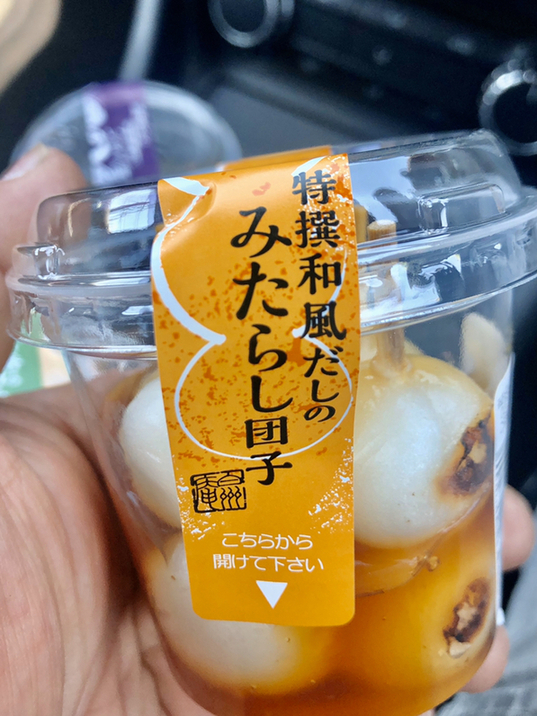 特撰和風だしの
みたらし団子
こちらから
開けて下さい